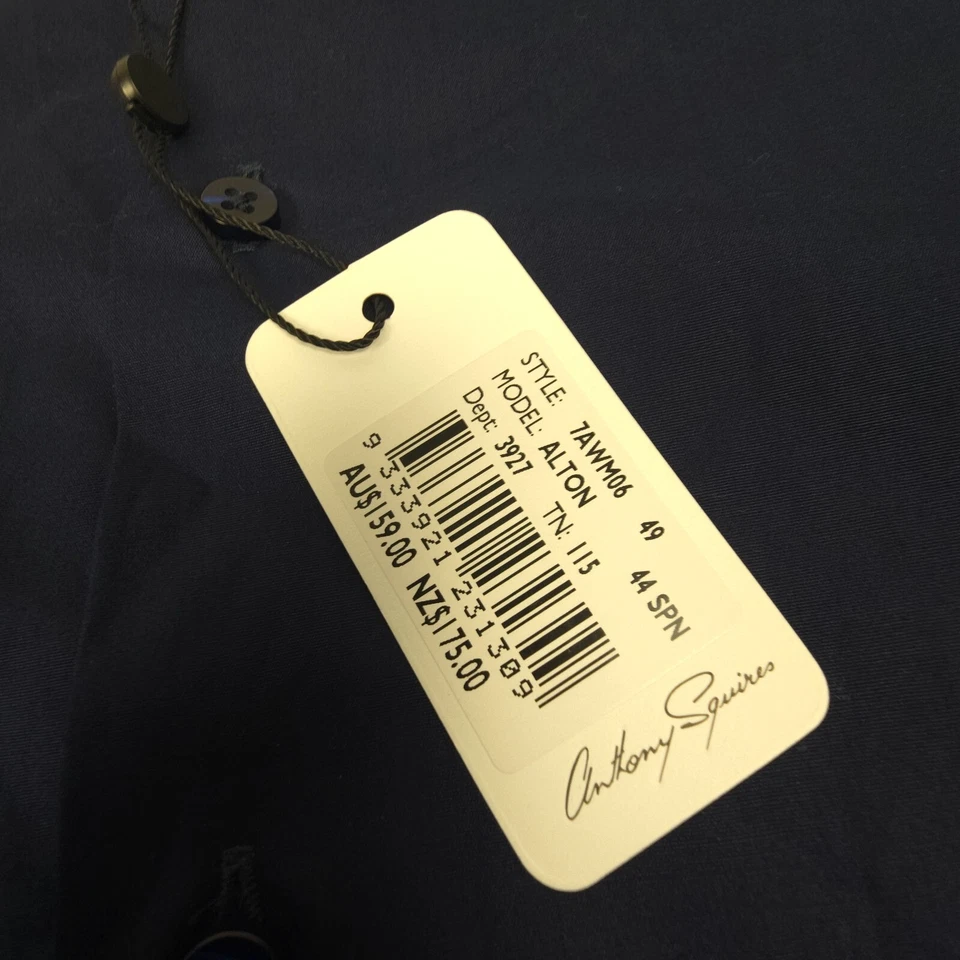 STYLE: 7AWM06 49
MODEL: ALTON 44 SPN
Dept: 3927 TN: 115
9 333921 231309
AU$159.00 NZ$175.00
Anthony Squires